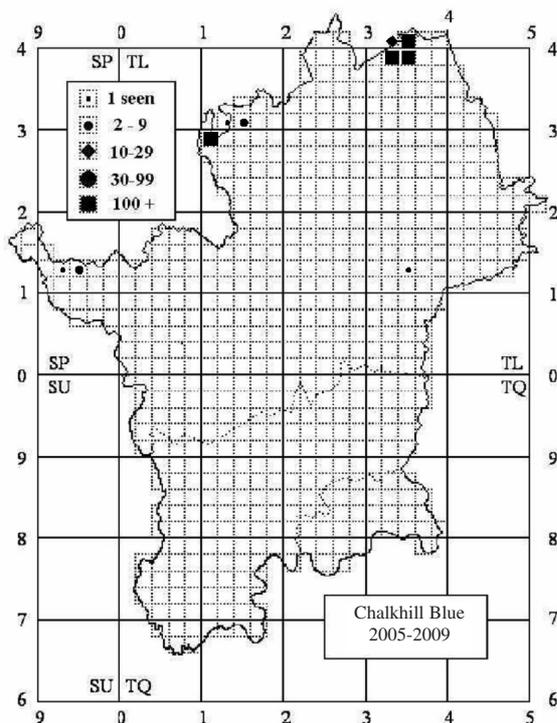 9 0 1 2 3 4 5
4 SP TL 4
1 seen
2 - 9
10-29
30-99
100 +
3 3
2 2
1 1
SP TL
0 0
SU TQ
9 9
8 8
7 7
Chalkhill Blue
2005-2009
6 SU TQ 6
9 0 1 2 3 4 5